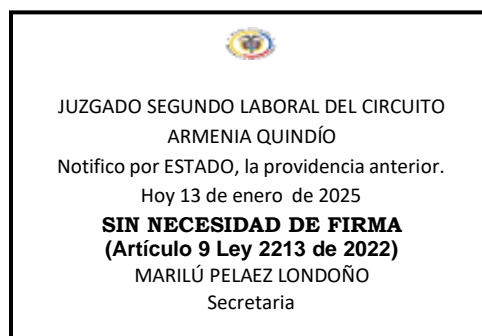 JUZGADO SEGUNDO LABORAL DEL CIRCUITO
ARMENIA QUINDÍO
Notifico por ESTADO, la providencia anterior.
Hoy 13 de enero de 2025
SIN NECESIDAD DE FIRMA
(Artículo 9 Ley 2213 de 2022)
MARILÚ PELAEZ LONDOÑO
Secretaria